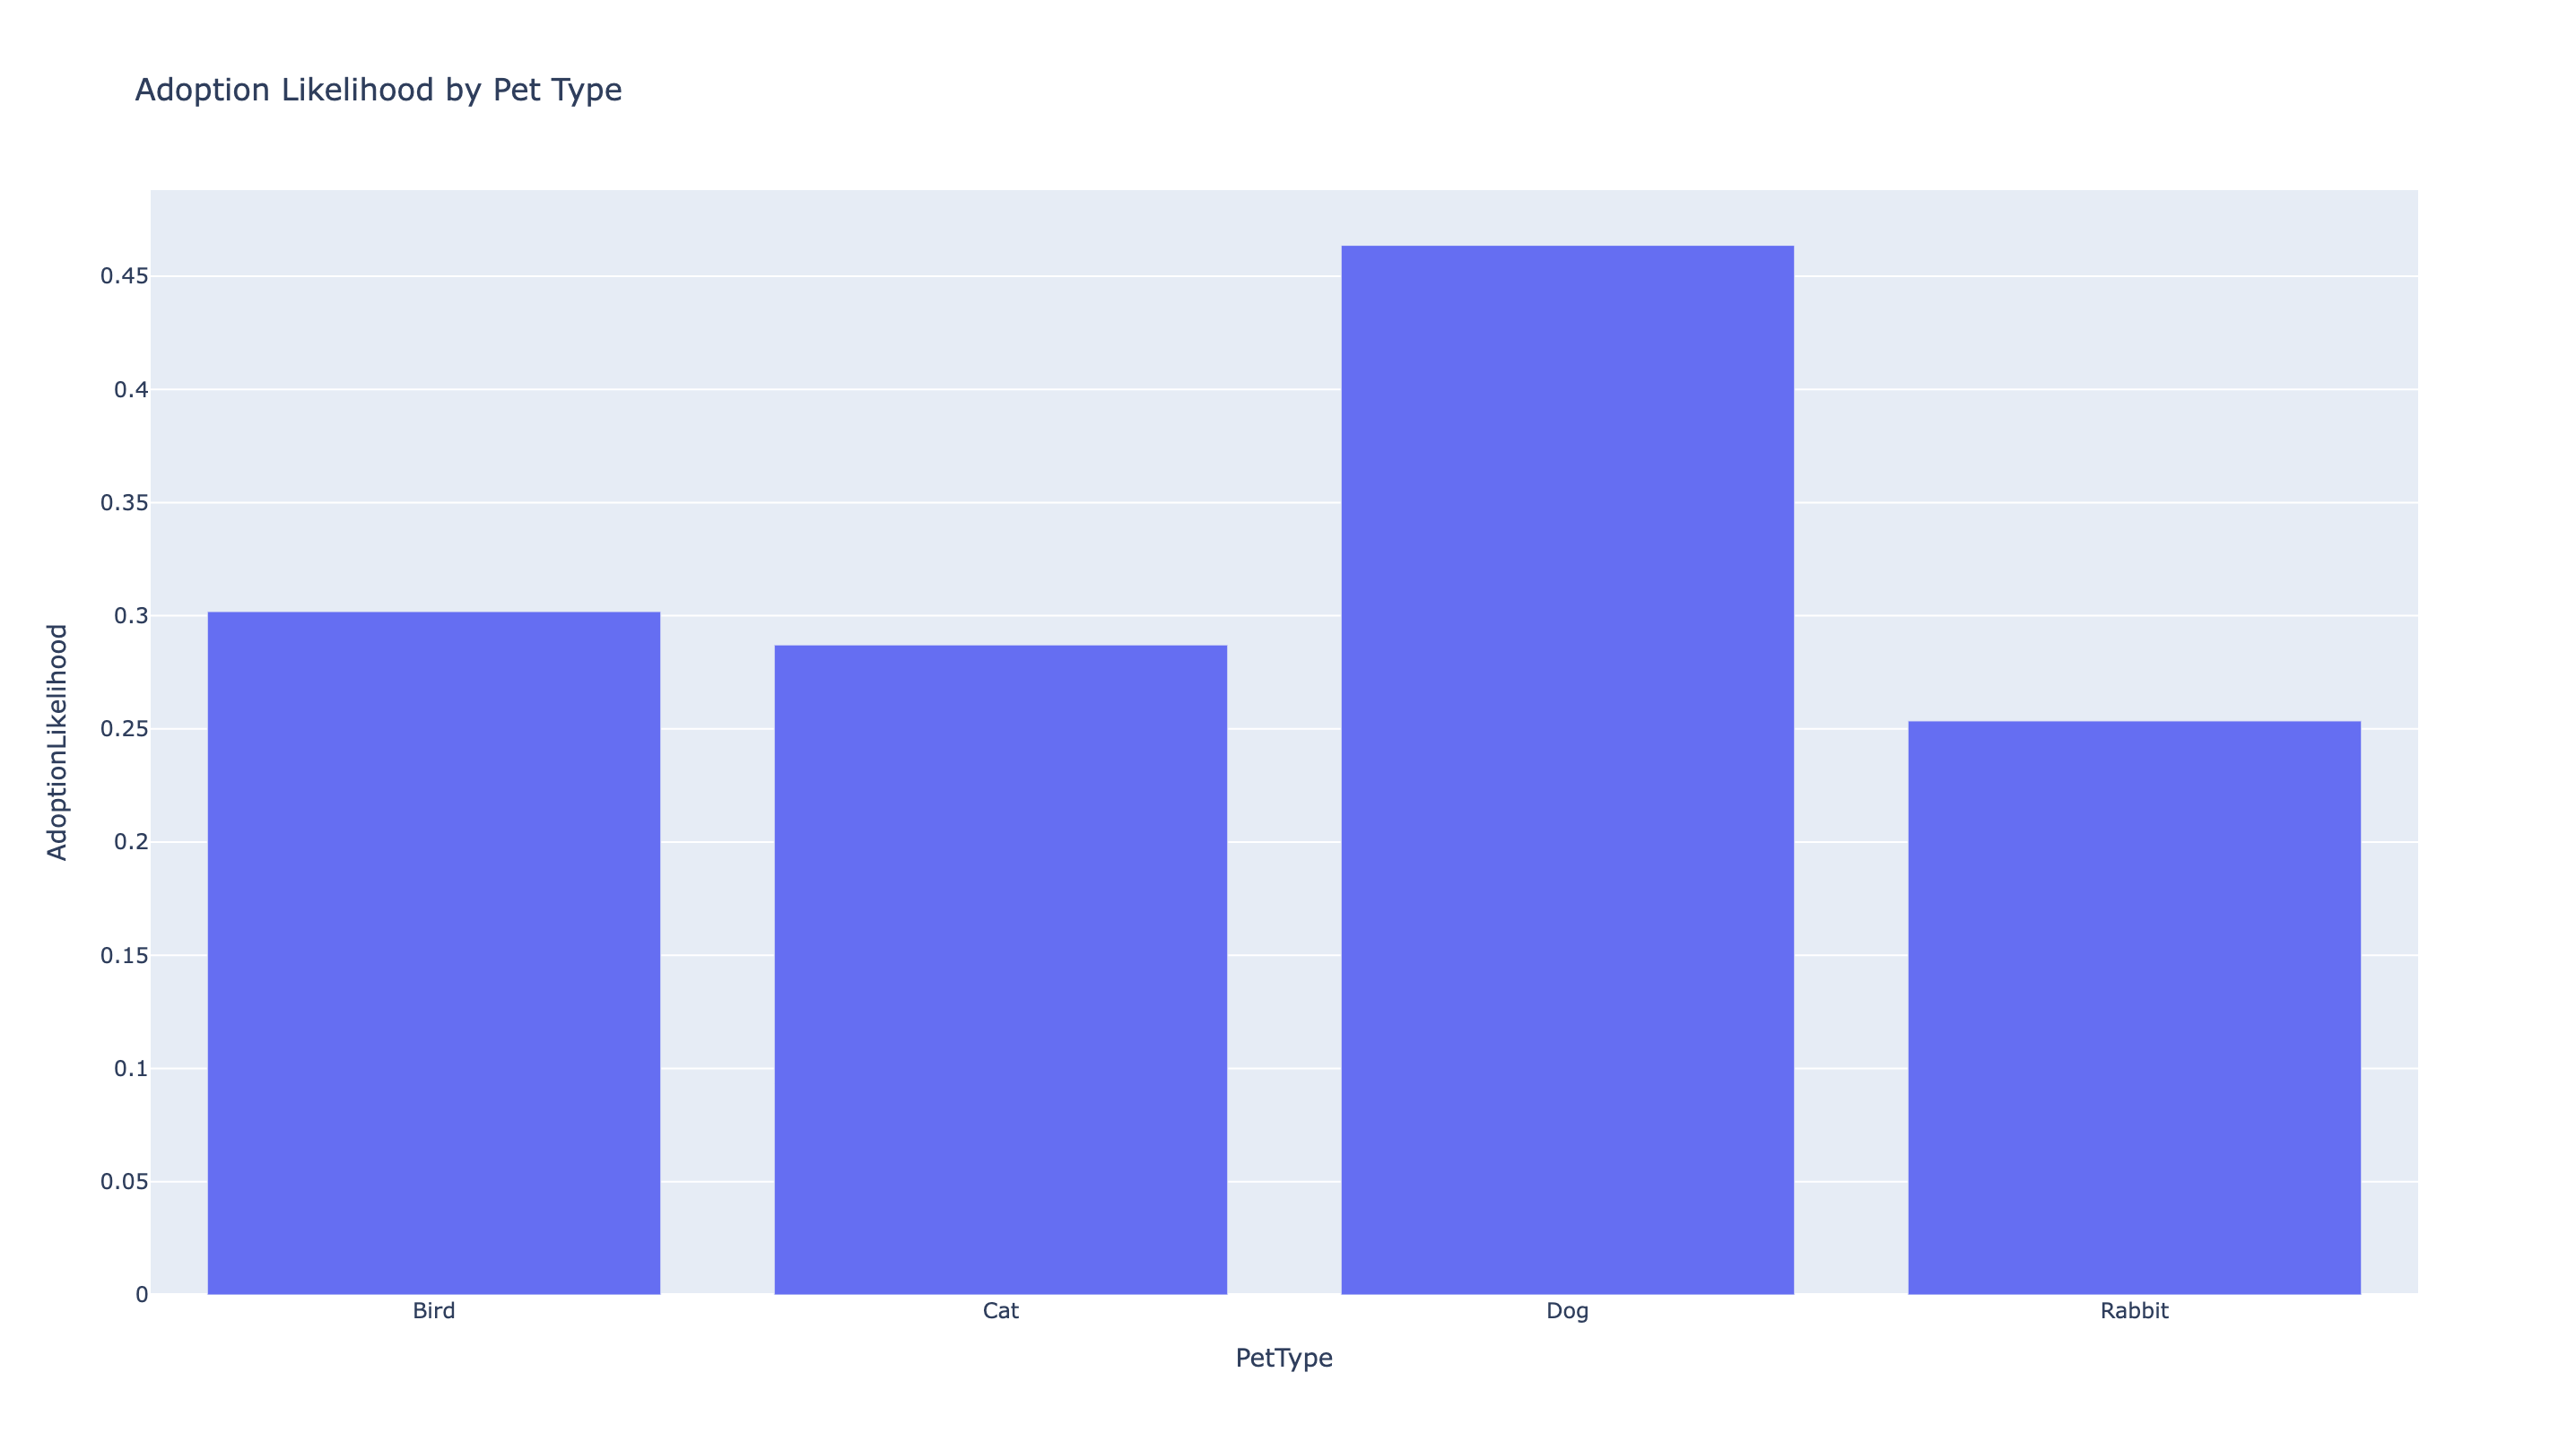 Adoption Likelihood by Pet Type
AdoptionLikelihood
0.45
0.4
0.35
0.3
0.25
0.2
0.15
0.1
0.05
0
Bird
Cat
Dog
Rabbit
PetType